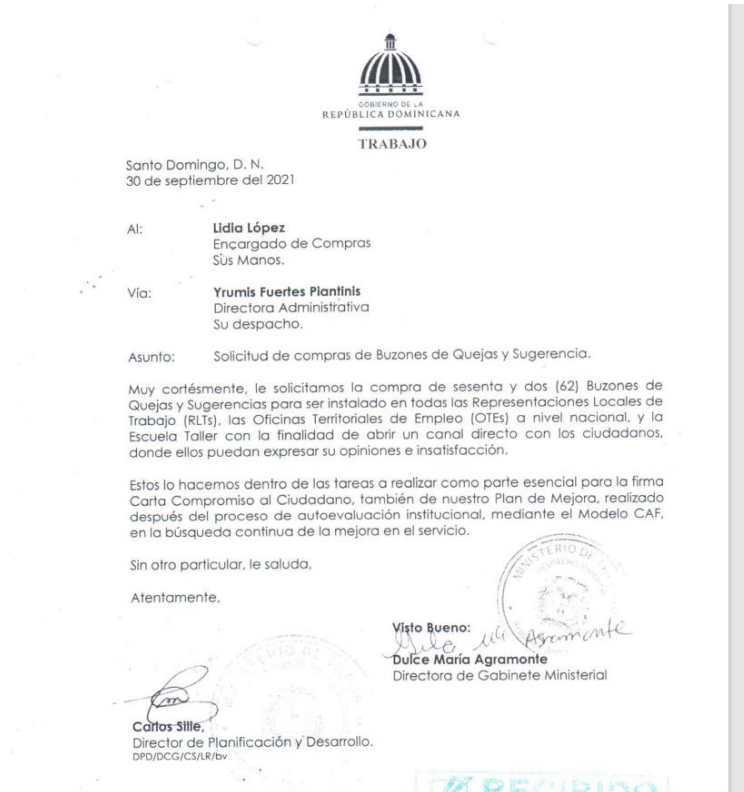 GOBIERNO DE LA
REPÚBLICA DOMINICANA
TRABAJO
Santo Domingo, D. N.
30 de septiembre del 2021
Al: Lidia López
Encargado de Compras
Sus Manos.
Vía: Yrumis Fuertes Piantinis
Directora Administrativa
Su despacho.
Asunto: Solicitud de compras de Buzones de Quejas y Sugerencia.
Muy cortésmente, le solicitamos la compra de sesenta y dos (62) Buzones de
Quejas y Sugerencias para ser instalado en todas las Representaciones Locales de
Trabajo (RLTs), las Oficinas Territoriales de Empleo (OTEs) a nivel nacional, y la
Escuela Taller con la finalidad de abrir un canal directo con los ciudadanos,
donde ellos puedan expresar su opiniones e insatisfacción.
Estos lo hacemos dentro de las tareas a realizar como parte esencial para la firma
Carta Compromiso al Ciudadano, también de nuestro Plan de Mejora, realizado
después del proceso de autoevaluación institucional, mediante el Modelo CAF,
en la búsqueda continua de la mejora en el servicio.
Sin otro particular, le saluda,
Atentamente,
MINISTERIO DE
Visto Bueno:
Agramonte
Dulce María Agramonte
Directora de Gabinete Ministerial
Carlos Sille,
Director de Planificación y Desarrollo.
DPD/DCG/CS/LR/bv
RECIBIDO